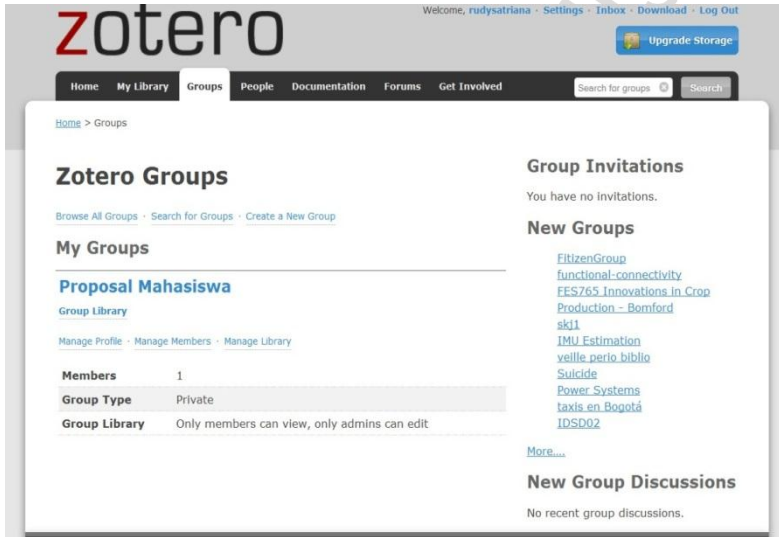 zotero
Welcome, rudysatriana · Settings · Inbox · Download · Log Out
Upgrade Storage
Home My Library Groups People Documentation Forums Get Involved
Search for groups Search
Home > Groups
Zotero Groups
Browse All Groups · Search for Groups · Create a New Group
My Groups
Proposal Mahasiswa
Group Library
Manage Profile · Manage Members · Manage Library
Members 1
Group Type Private
Group Library Only members can view, only admins can edit
Group Invitations
You have no invitations.
New Groups
FitizenGroup
functional-connectivity
FES765 Innovations in Crop
Production - Bomford
skj1
IMU Estimation
veille perio biblio
Suicide
Power Systems
taxis en Bogotá
IDSD02
More....
New Group Discussions
No recent group discussions.